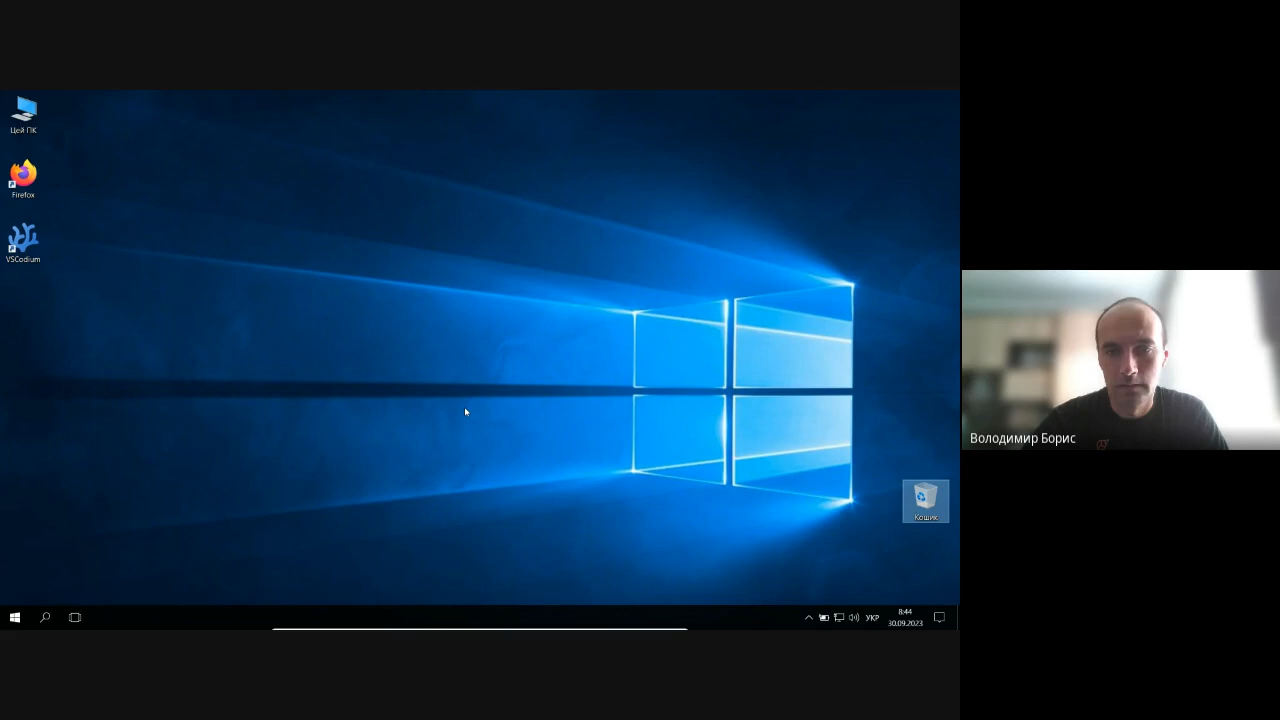 Цей ПК
Firefox
VSCodium
Кошик
УКР
8:44
30.09.2023
Володимир Борис